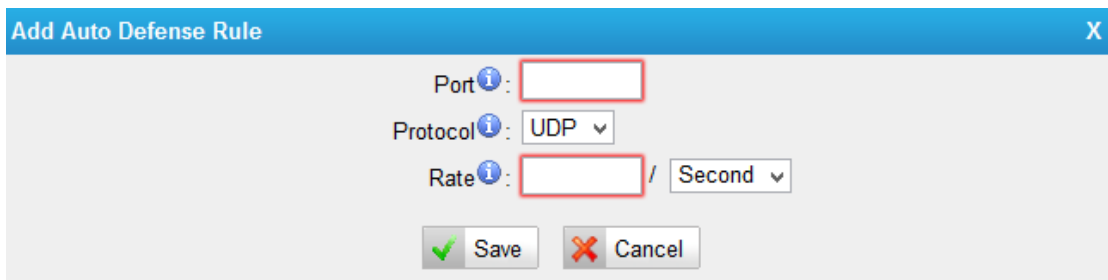 Add Auto Defense Rule X
Port i :
Protocol i : UDP
Rate i : / Second
Save Cancel